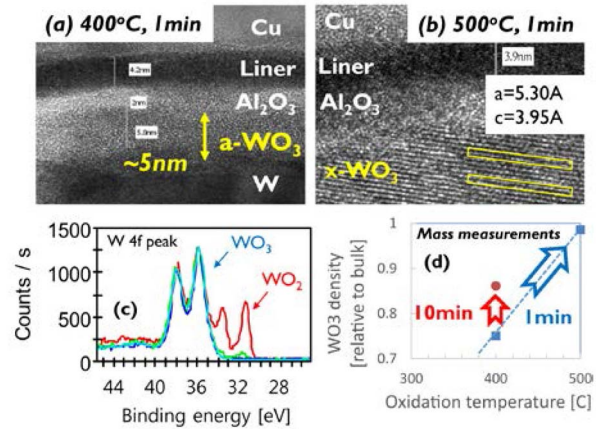 (a) 400°C, 1min
Cu
4.2nm
Liner
2nm
Al2O3
5.0nm
a-WO3
~5nm
W
(b) 500°C, 1min
Cu
3.9nm
Liner
Al2O3
a=5.30A
c=3.95A
x-WO3
Counts / s
1500
1000
500
250
0
W 4f peak
WO3
WO2
(c)
44
40
36
32
28
Binding energy [eV]
WO3 density
[relative to bulk]
1
0.9
0.8
0.7
Mass measurements
(d)
10min
1min
300
400
500
Oxidation temperature [C]